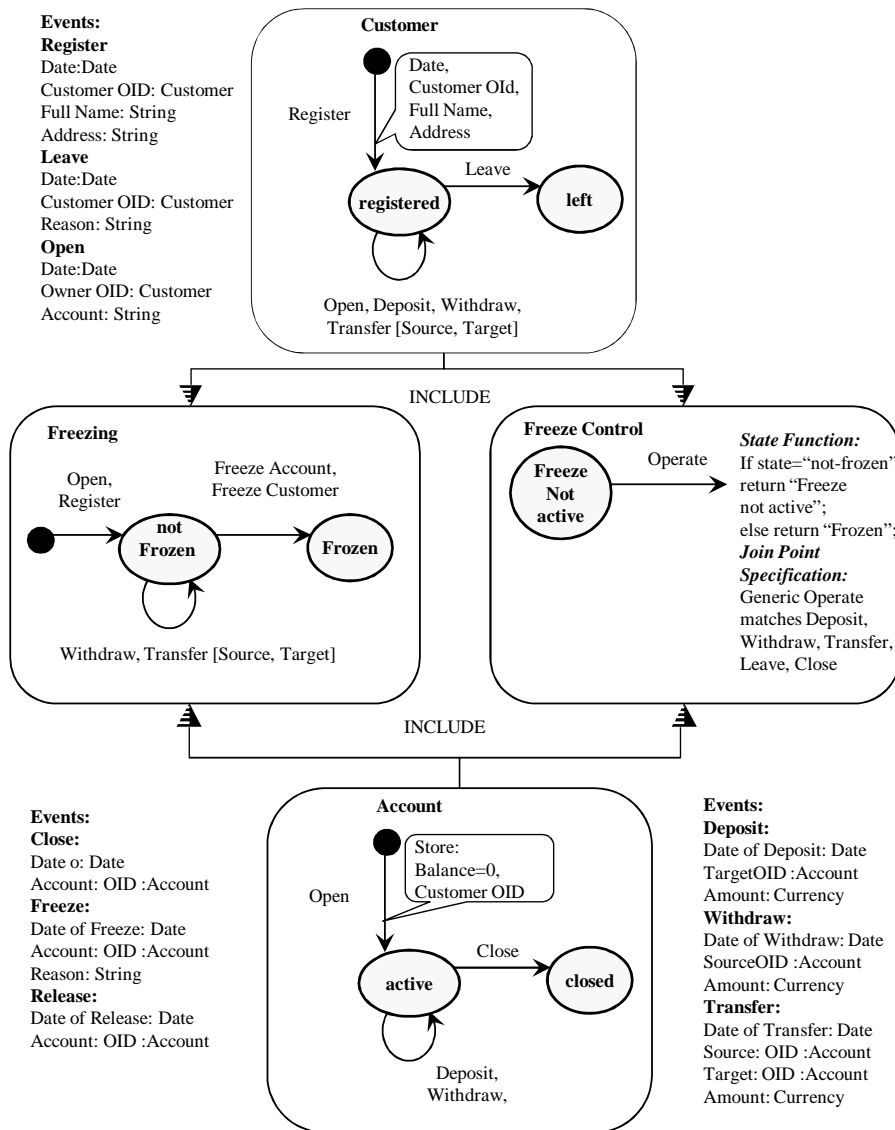 Events:
Register
Date:Date
Customer OID: Customer
Full Name: String
Address: String
Leave
Date:Date
Customer OID: Customer
Reason: String
Open
Date:Date
Owner OID: Customer
Account: String
Customer
Date,
Customer OId,
Full Name,
Address
Register
Leave
registered
left
Open, Deposit, Withdraw,
Transfer [Source, Target]
INCLUDE
Freezing
Open,
Register
Freeze Account,
Freeze Customer
not
Frozen
Frozen
Withdraw, Transfer [Source, Target]
Freeze Control
Freeze
Not
active
Operate
State Function:
If state=“not-frozen”
return “Freeze
not active”;
else return “Frozen”;
Join Point
Specification:
Generic Operate
matches Deposit,
Withdraw, Transfer,
Leave, Close
INCLUDE
Events:
Close:
Date o: Date
Account: OID :Account
Freeze:
Date of Freeze: Date
Account: OID :Account
Reason: String
Release:
Date of Release: Date
Account: OID :Account
Account
Store:
Balance=0,
Customer OID
Open
Close
active
closed
Deposit,
Withdraw,
Events:
Deposit:
Date of Deposit: Date
TargetOID :Account
Amount: Currency
Withdraw:
Date of Withdraw: Date
SourceOID :Account
Amount: Currency
Transfer:
Date of Transfer: Date
Source: OID :Account
Target: OID :Account
Amount: Currency